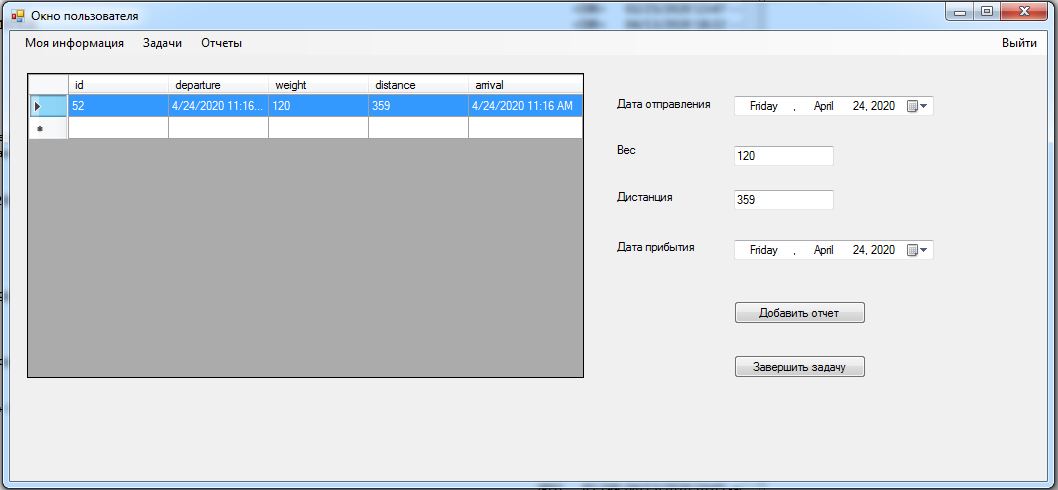 Окно пользователя
Моя информация Задачи Отчеты Выйти
id departure weight distance arrival
52 4/24/2020 11:16... 120 359 4/24/2020 11:16 AM
Дата отправления Friday , April 24, 2020
Вес 120
Дистанция 359
Дата прибытия Friday , April 24, 2020
Добавить отчет
Завершить задачу